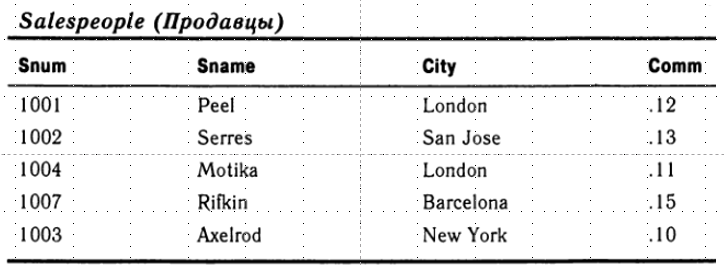 Salespeople (Продавцы)
Snum Sname City Comm
1001 Peel London .12
1002 Serres San Jose .13
1004 Motika London .11
1007 Rifkin Barcelona .15
1003 Axelrod New York .10